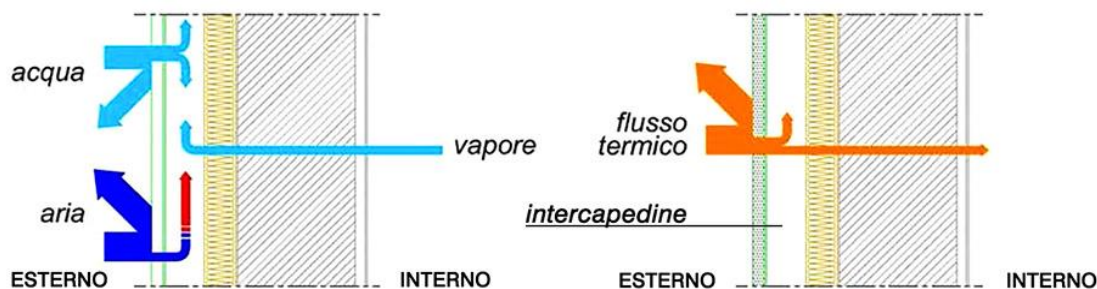 acqua
vapore
aria
ESTERNO
INTERNO
flusso
termico
intercapedine
ESTERNO
INTERNO